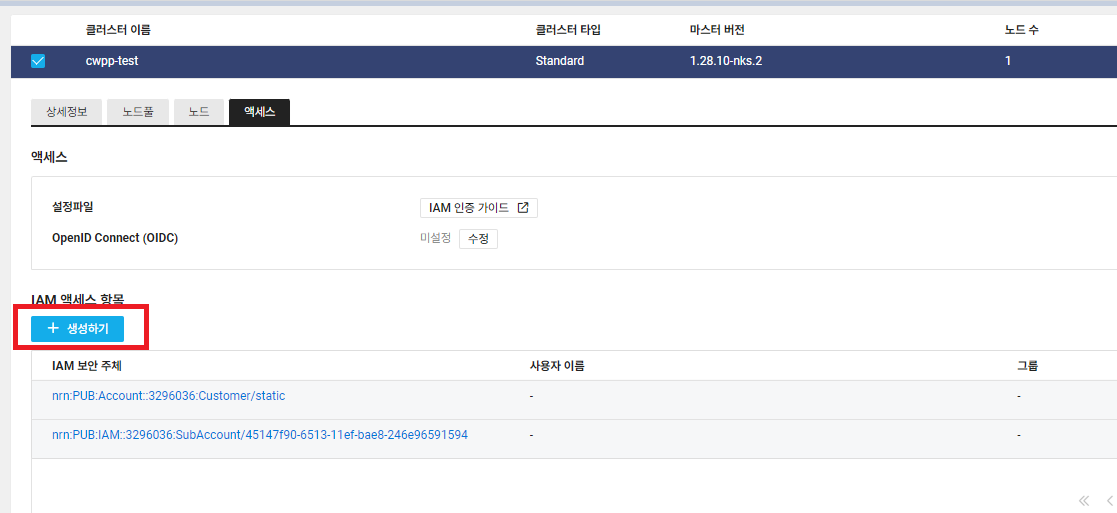 클러스터 이름 클러스터 타입 마스터 버전 노드 수
cwpp-test Standard 1.28.10-nks.2 1
상세정보 노드풀 노드 액세스
액세스
설정파일 IAM 인증 가이드
OpenID Connect (OIDC) 미설정 수정
IAM 액세스 항목
+ 생성하기
IAM 보안 주체 사용자 이름 그룹
nrn:PUB:Account::3296036:Customer/static - -
nrn:PUB:IAM::3296036:SubAccount/45147f90-6513-11ef-bae8-246e96591594 - -